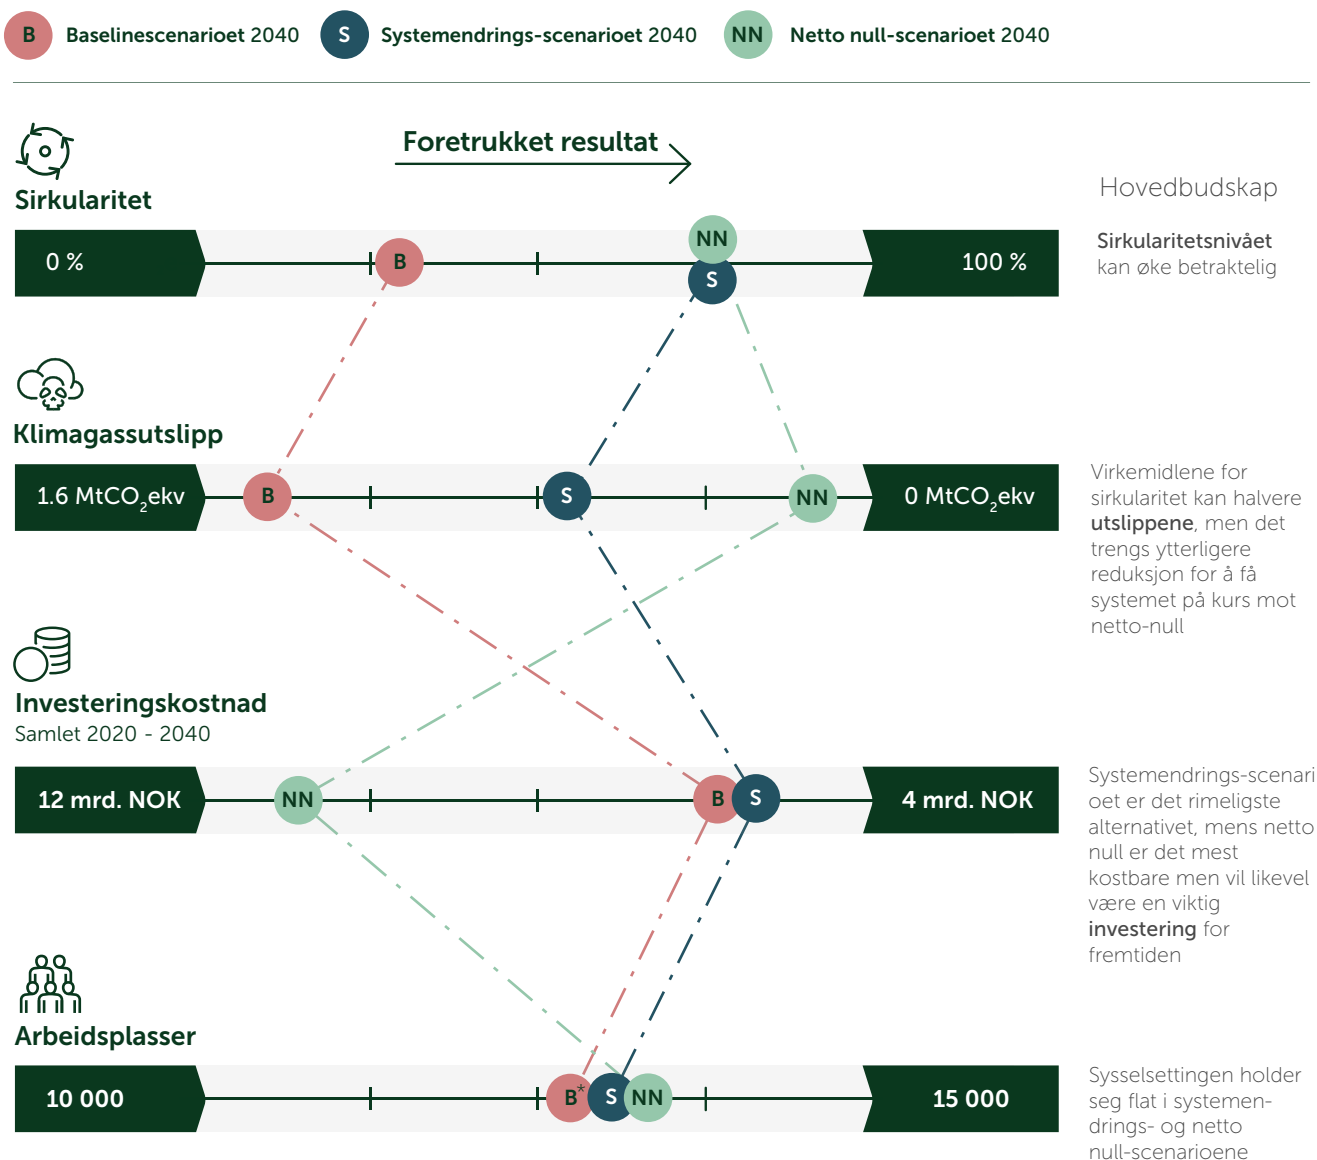 B Baselinescenarioet 2040 S Systemendrings-scenarioet 2040 NN Netto null-scenarioet 2040
Foretrukket resultat
Sirkularitet
Hovedbudskap
0 %
B
NN
S
100 %
Sirkularitetsnivået
kan øke betraktelig
Klimagassutslipp
1.6 MtCO₂ekv
B
S
NN
0 MtCO₂ekv
Virkemidlene for
sirkularitet kan halvere
utslippene, men det
trengs ytterligere
reduksjon for å få
systemet på kurs mot
netto-null
Investeringskostnad
Samlet 2020 - 2040
12 mrd. NOK
NN
B
S
4 mrd. NOK
Systemendrings-scenari
oet er det rimeligste
alternativet, mens netto
null er det mest
kostbare men vil likevel
være en viktig
investering for
fremtiden
Arbeidsplasser
10 000
B*
S
NN
15 000
Sysselsettingen holder
seg flat i systemen-
drings- og netto
null-scenarioene